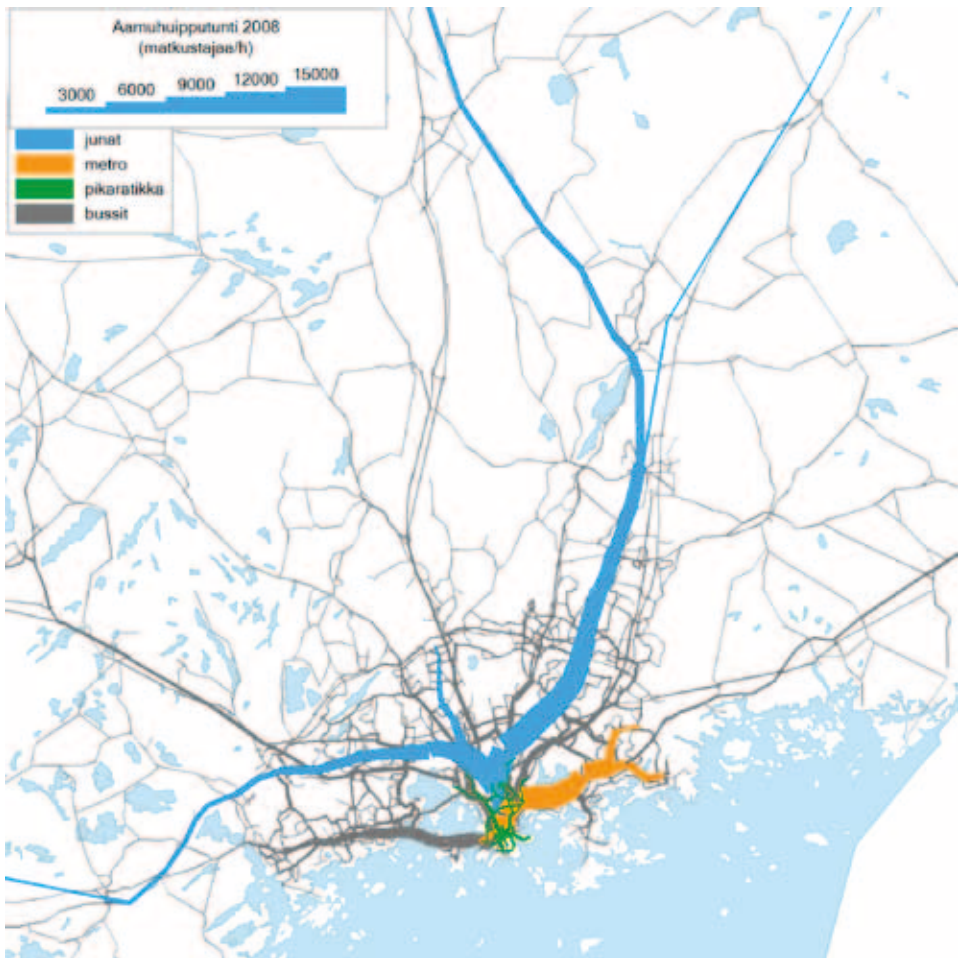 Aamuhuipputunti 2008
(matkustajaa/h)
3000 6000 9000 12000 15000
junat
metro
pikaratikka
bussit